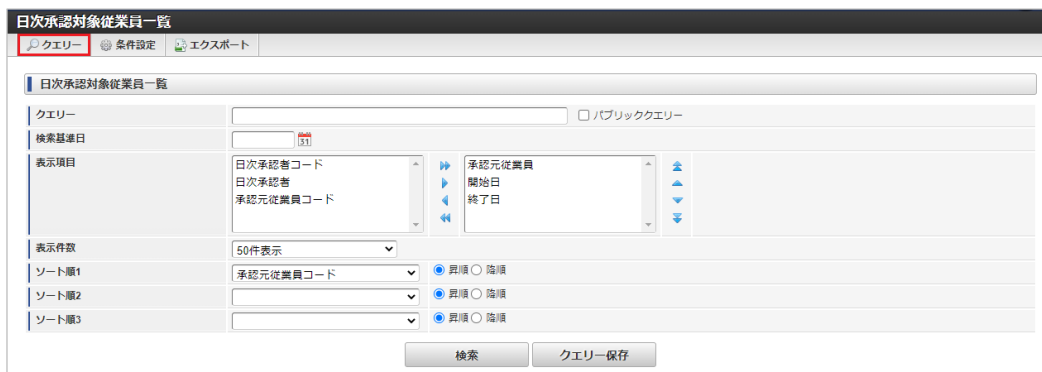 日次承認対象従業員一覧
クエリー 条件設定 エクスポート
日次承認対象従業員一覧
クエリー パブリッククエリー
検索基準日 31
表示項目
日次承認者コード
日次承認者
承認元従業員コード
承認元従業員
開始日
終了日
表示件数 50件表示
ソート順1 承認元従業員コード 昇順 降順
ソート順2 昇順 降順
ソート順3 昇順 降順
検索 クエリー保存